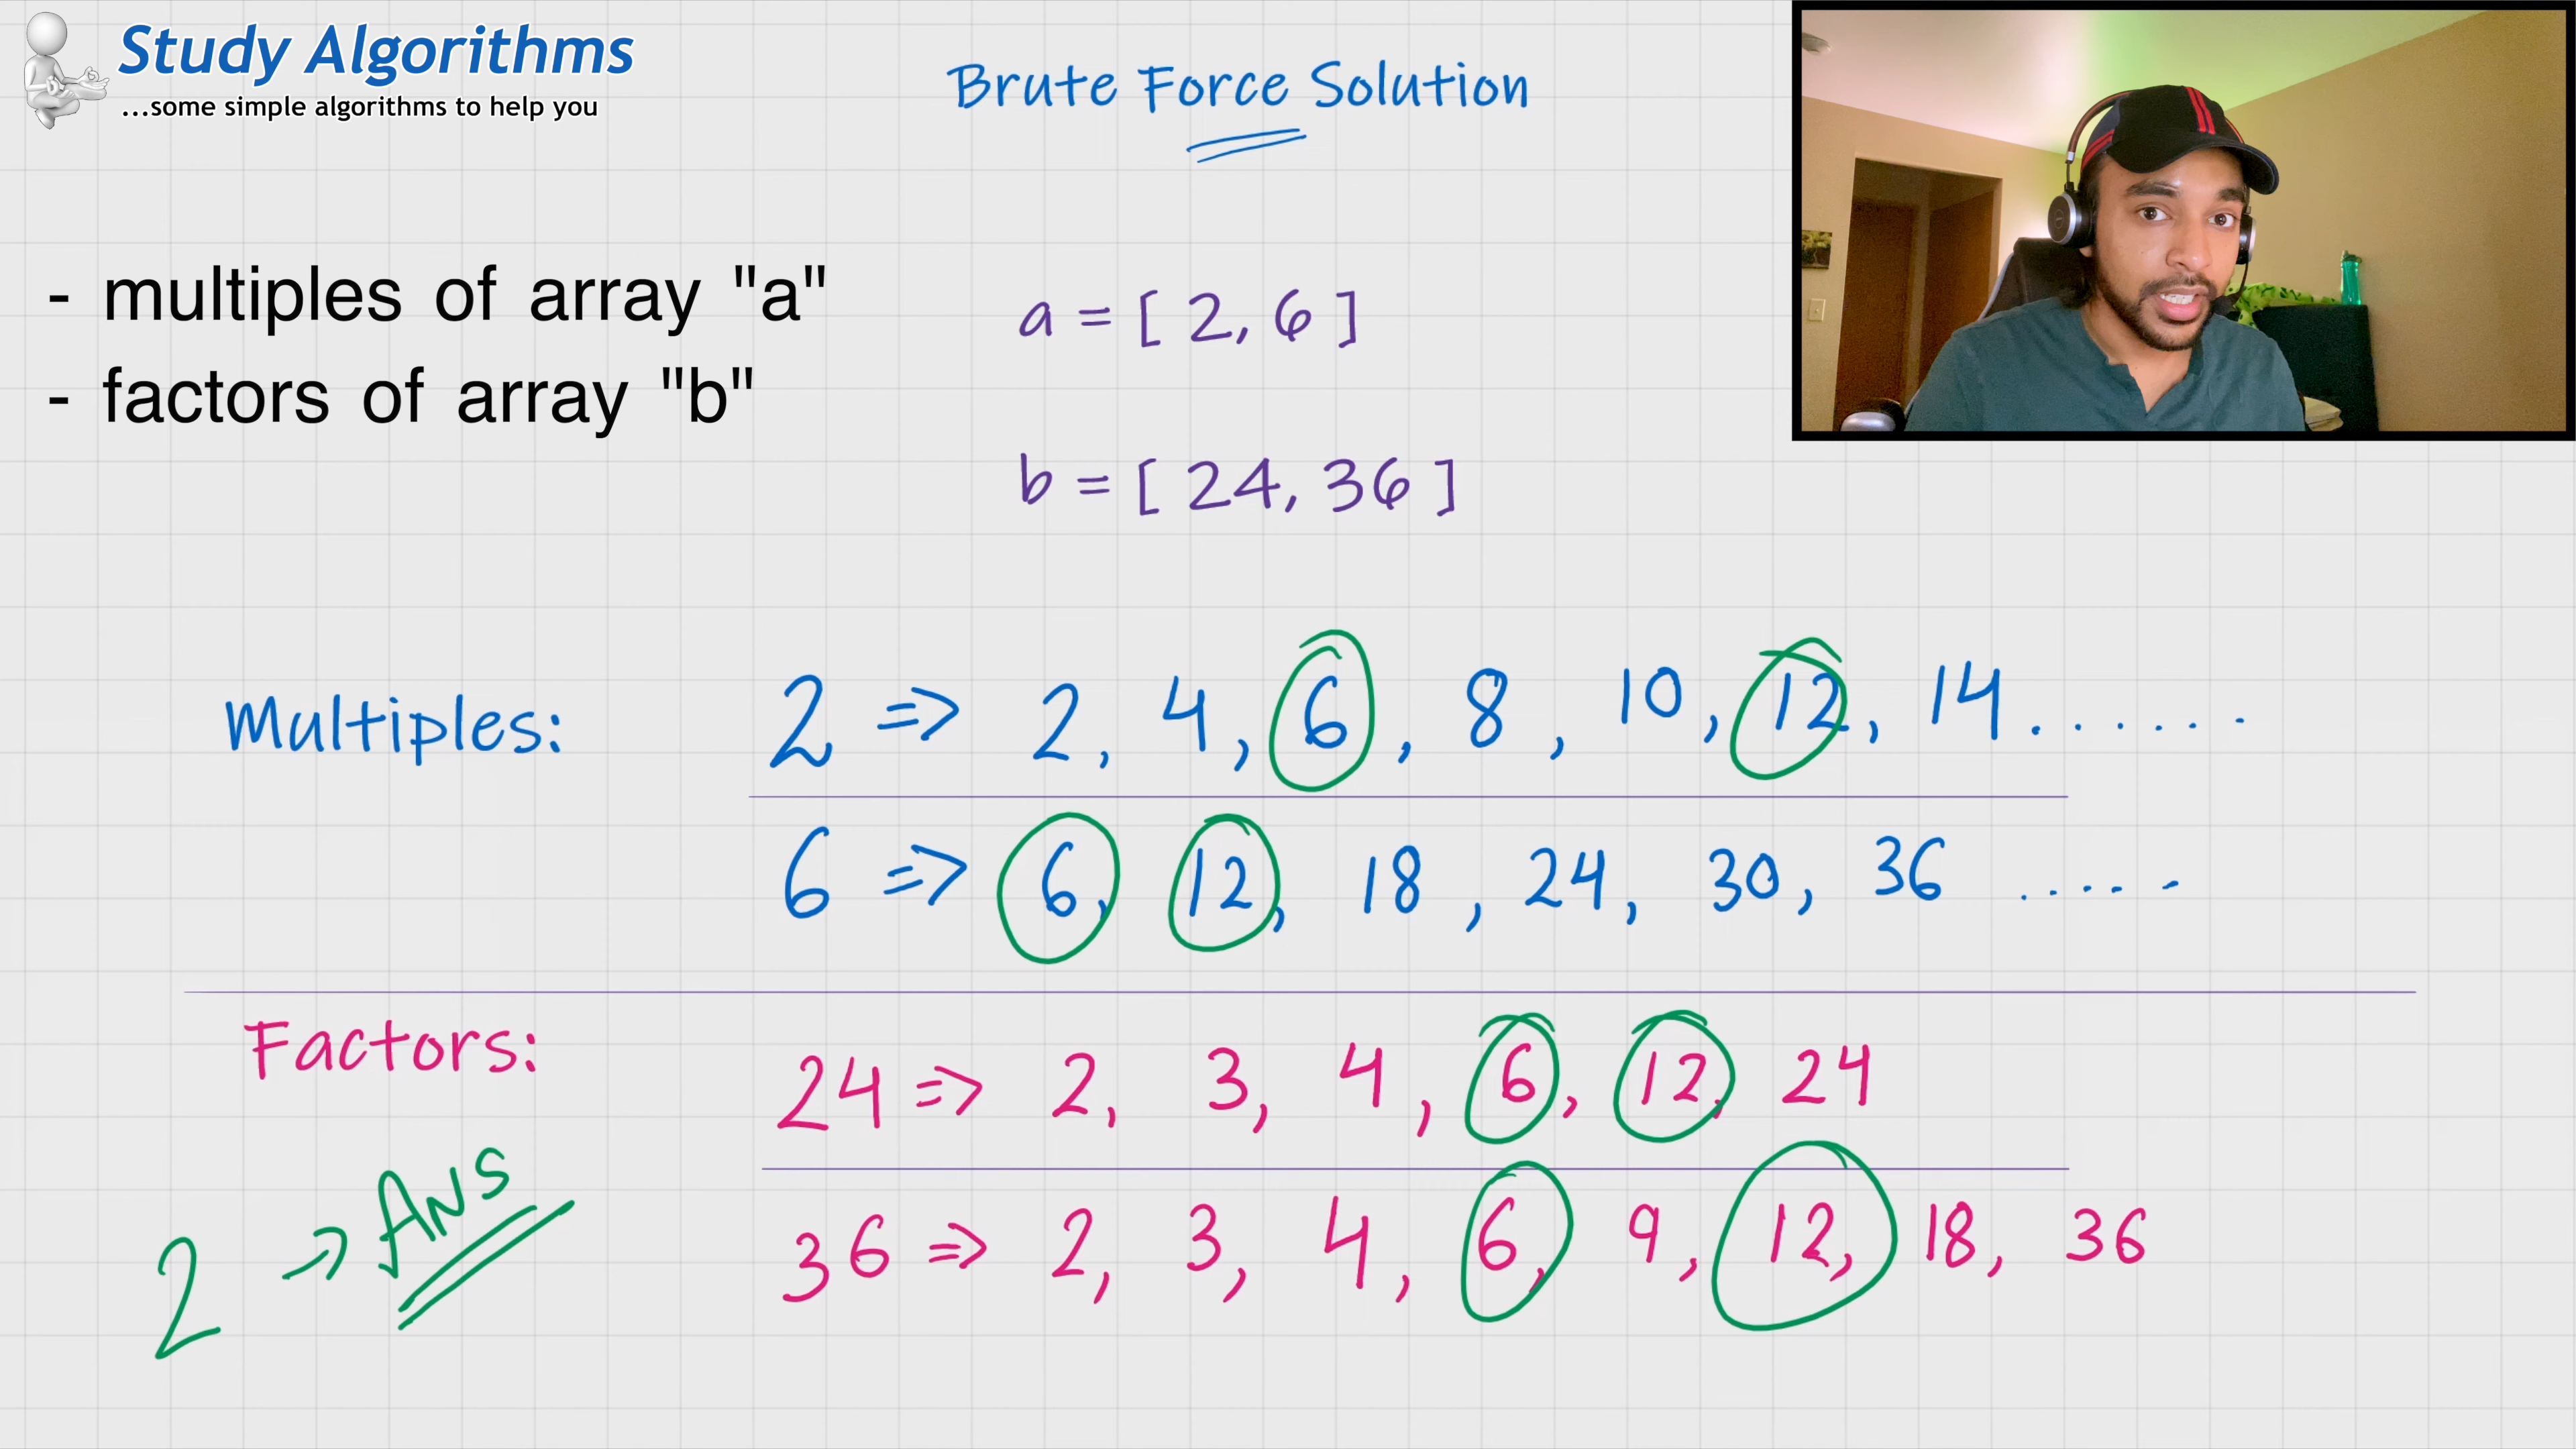 Study Algorithms
...some simple algorithms to help you
Brute Force Solution
- multiples of array "a"
- factors of array "b"
a = [ 2, 6 ]
b = [ 24, 36 ]
Multiples: 2 => 2, 4, 6, 8, 10, 12, 14.......
6 => 6, 12, 18, 24, 30, 36 .....
Factors: 24 => 2, 3, 4, 6, 12, 24
36 => 2, 3, 4, 6, 9, 12, 18, 36
2 → Ans